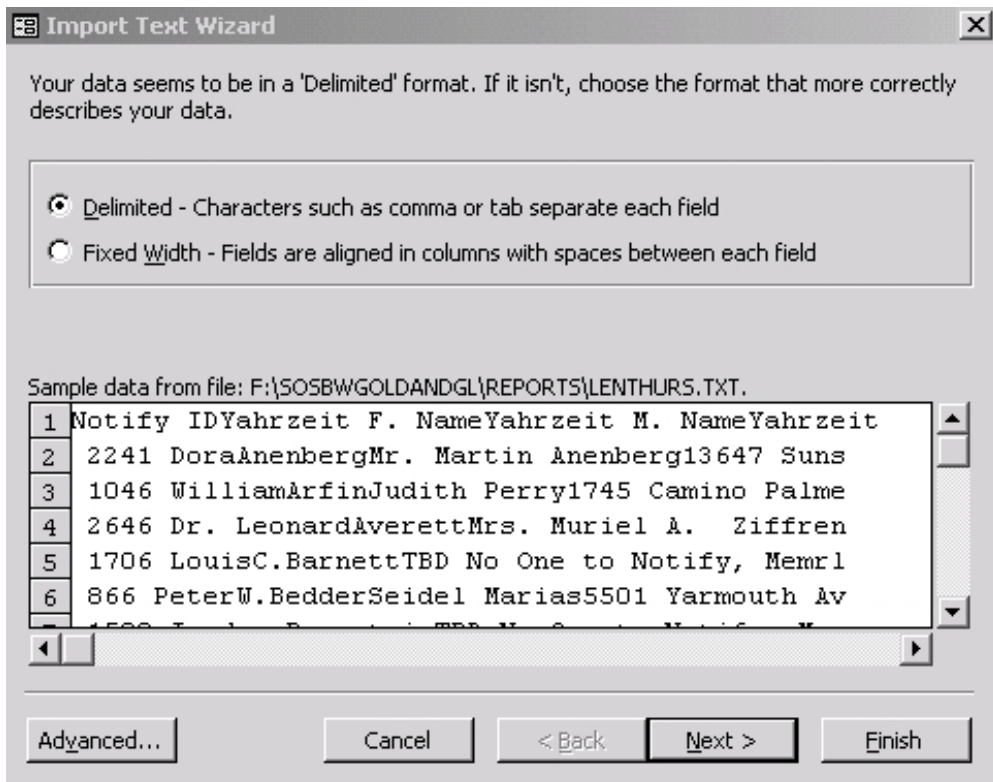 Import Text Wizard
Your data seems to be in a 'Delimited' format. If it isn't, choose the format that more correctly
describes your data.
Delimited - Characters such as comma or tab separate each field
Fixed Width - Fields are aligned in columns with spaces between each field
Sample data from file: F:\SOSBWGOLDANDGL\REPORTS\LENTHURS.TXT.
1 Notify IDYahrzeit F. NameYahrzeit M. NameYahrzeit
2 2241 DoraAnenbergMr. Martin Anenberg13647 Suns
3 1046 WilliamArfinJudith Perry1745 Camino Palme
4 2646 Dr. LeonardAverettMrs. Muriel A.  Ziffren
5 1706 LouisC.BarnettTBD No One to Notify, Memrl
6 866 PeterW.BedderSeidel Marias5501 Yarmouth Av
Advanced... Cancel < Back Next > Finish